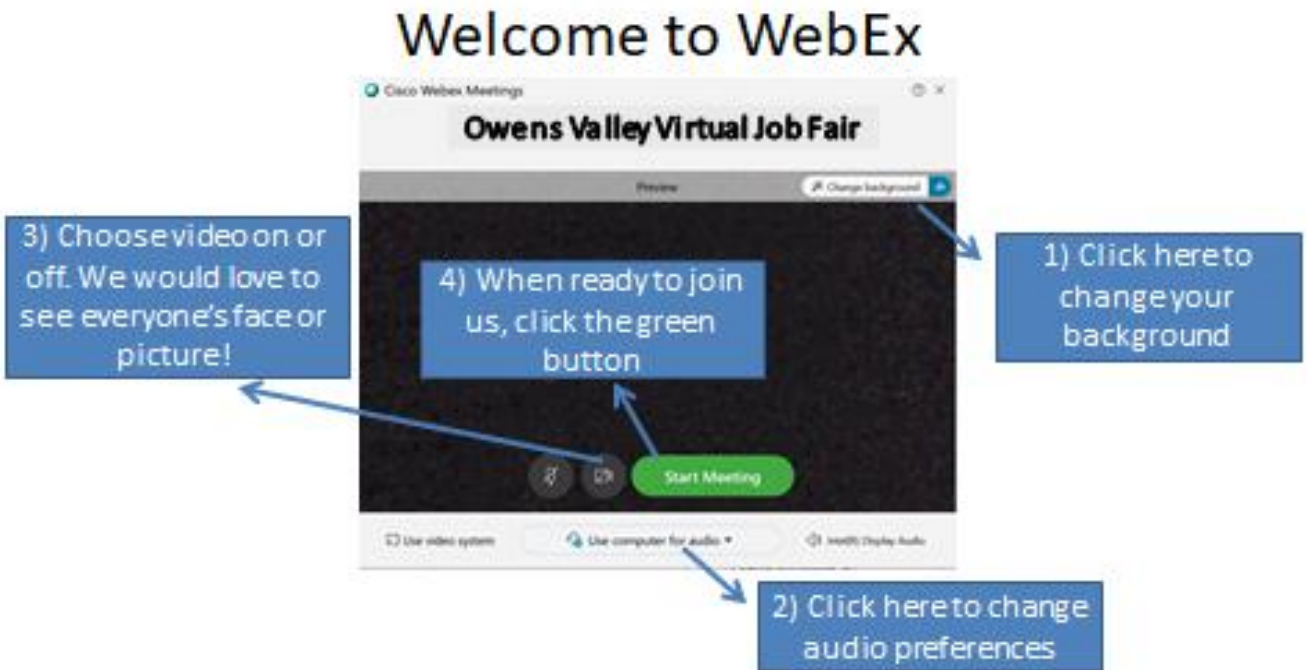 Welcome to WebEx
Cisco Webex Meetings
Owens Valley Virtual Job Fair
Preview
Change background
3) Choose video on or
off. We would love to
see everyone's face or
picture!
4) When ready to join
us, click the green
button
1) Click here to
change your
background
Start Meeting
Use video system
Use computer for audio
Intel(R) Display Audio
2) Click here to change
audio preferences